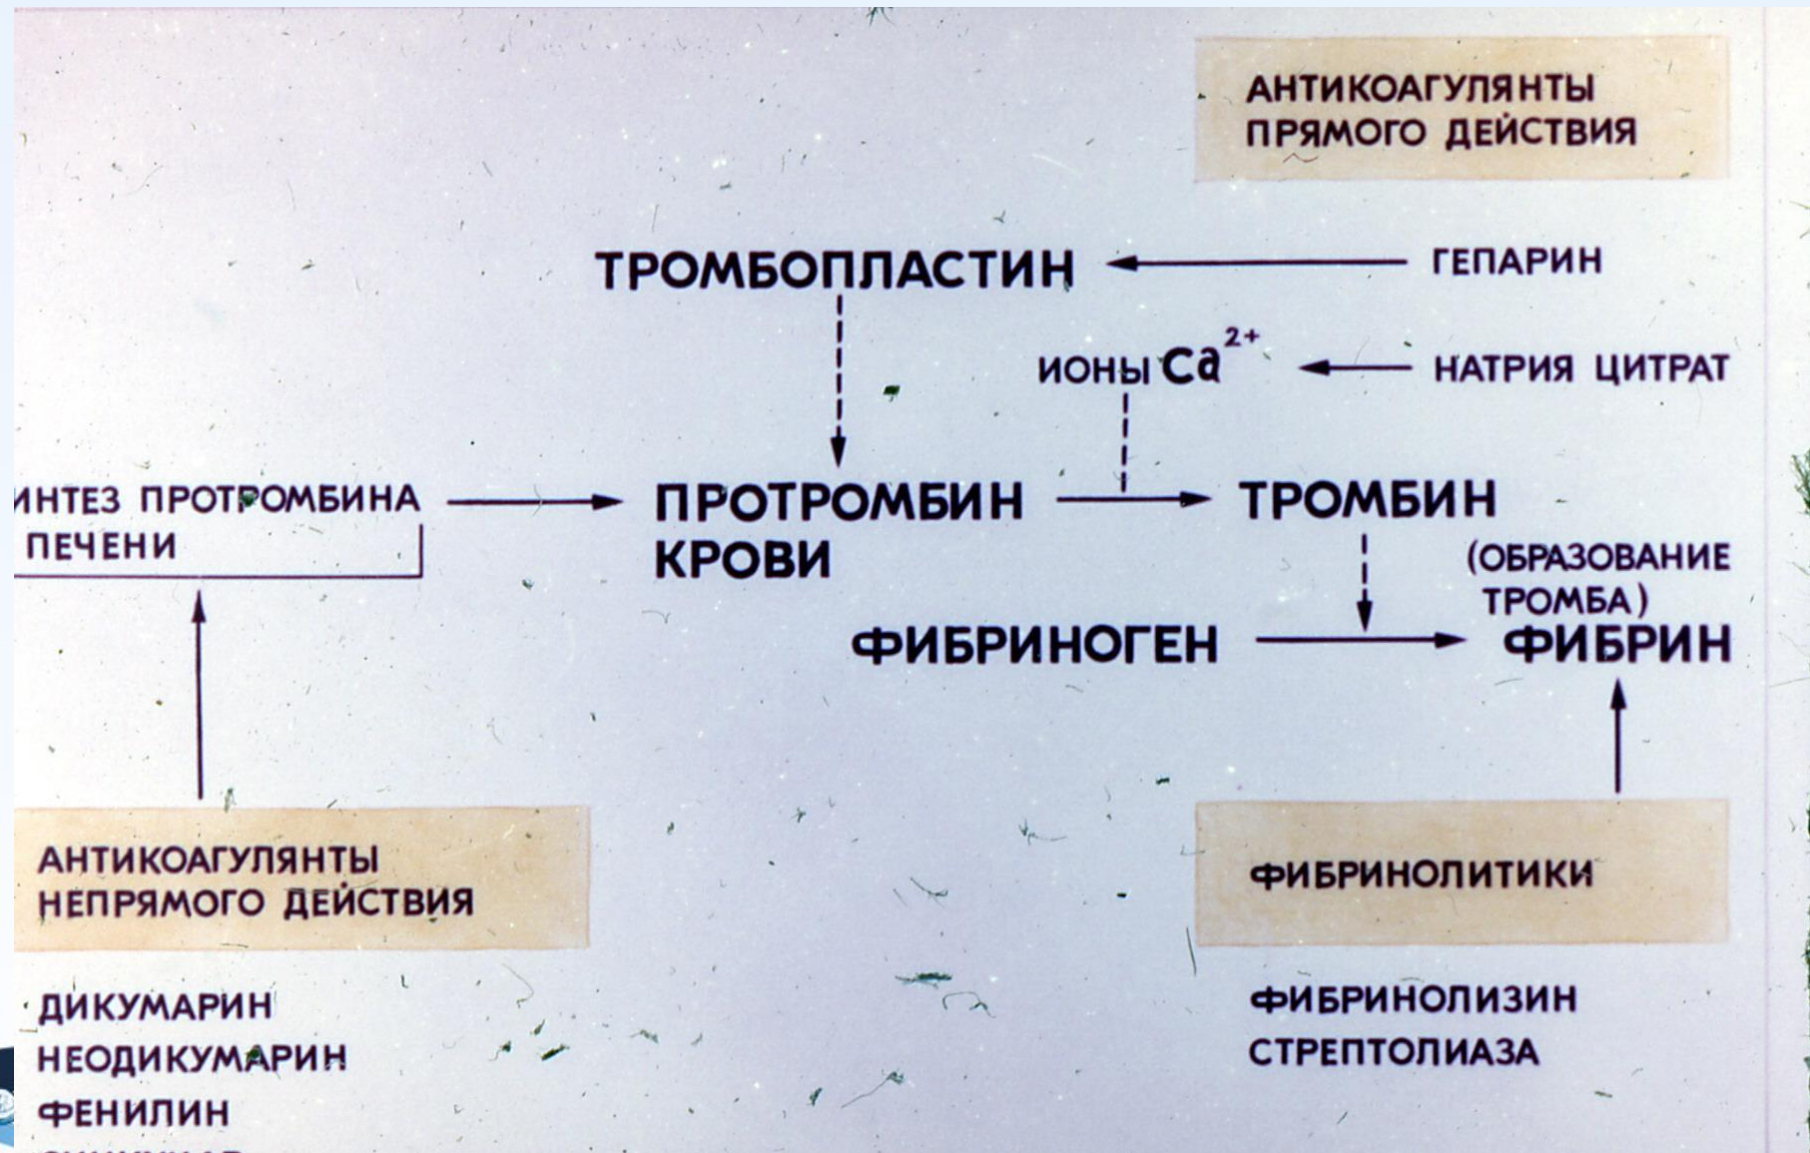 АНТИКОАГУЛЯНТЫ
ПРЯМОГО ДЕЙСТВИЯ
ТРОМБОПЛАСТИН
ГЕПАРИН
ИОНЫ Ca²⁺
НАТРИЯ ЦИТРАТ
ИНТЕЗ ПРОТРОМБИНА
ПЕЧЕНИ
ПРОТРОМБИН
КРОВИ
ТРОМБИН
(ОБРАЗОВАНИЕ
ТРОМБА)
ФИБРИНОГЕН
ФИБРИН
АНТИКОАГУЛЯНТЫ
НЕПРЯМОГО ДЕЙСТВИЯ
ДИКУМАРИН
НЕОДИКУМАРИН
ФЕНИЛИН
ФИБРИНОЛИТИКИ
ФИБРИНОЛИЗИН
СТРЕПТОЛИАЗА